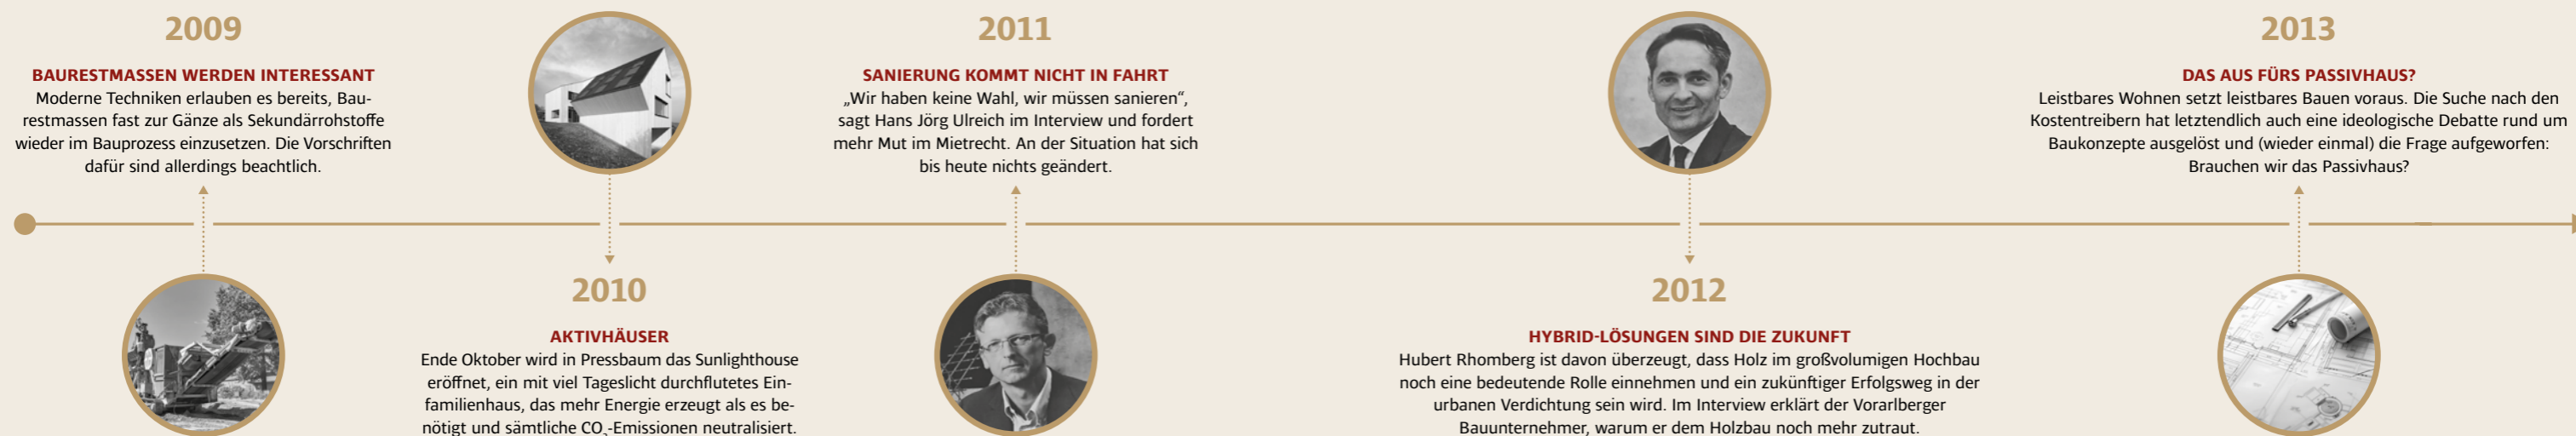 2009
BAURESTMASSEN WERDEN INTERESSANT
Moderne Techniken erlauben es bereits, Bau-
restmassen fast zur Gänze als Sekundärrohstoffe
wieder im Bauprozess einzusetzen. Die Vorschriften
dafür sind allerdings beachtlich.
2010
AKTIVHÄUSER
Ende Oktober wird in Pressbaum das Sunlighthouse
eröffnet, ein mit viel Tageslicht durchflutetes Ein-
familienhaus, das mehr Energie erzeugt als es be-
nötigt und sämtliche CO₂-Emissionen neutralisiert.
2011
SANIERUNG KOMMT NICHT IN FAHRT
„Wir haben keine Wahl, wir müssen sanieren“,
sagt Hans Jörg Ulreich im Interview und fordert
mehr Mut im Mietrecht. An der Situation hat sich
bis heute nichts geändert.
2012
HYBRID-LÖSUNGEN SIND DIE ZUKUNFT
Hubert Rhomberg ist davon überzeugt, dass Holz im großvolumigen Hochbau
noch eine bedeutende Rolle einnehmen und ein zukünftiger Erfolgsweg in der
urbanen Verdichtung sein wird. Im Interview erklärt der Vorarlberger
Bauunternehmer, warum er dem Holzbau noch mehr zutraut.
2013
DAS AUS FÜRS PASSIVHAUS?
Leistbares Wohnen setzt leistbares Bauen voraus. Die Suche nach den
Kostentreibern hat letztendlich auch eine ideologische Debatte rund um
Baukonzepte ausgelöst und (wieder einmal) die Frage aufgeworfen:
Brauchen wir das Passivhaus?